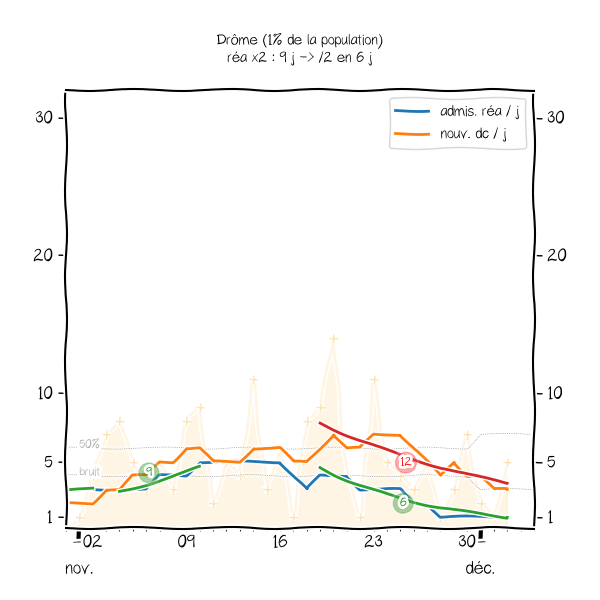 Drôme (1% de la population)
réa x2 : 9 j -> /2 en 6 j
admis. réa / j
nouv. dc / j
30 30
20 20
10 10
50%
5 5
bruit
9
12
6
1 1
02 09 16 23 30
nov. déc.